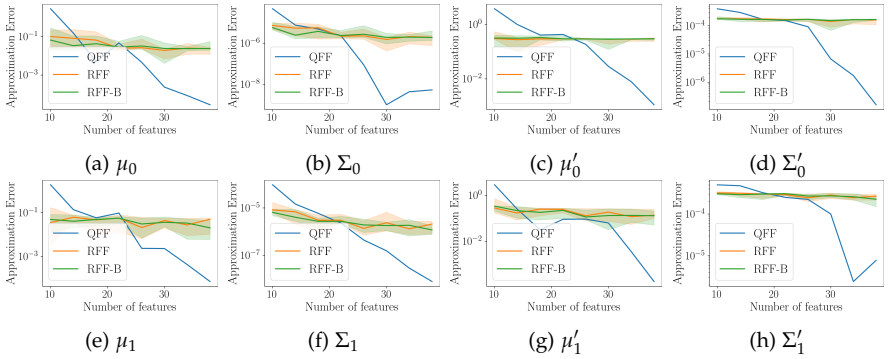 Approximation Error
10⁻¹
10⁻³
QFF
RFF
RFF-B
10 20 30
Number of features
(a) μ₀
Approximation Error
10⁻⁶
10⁻⁸
QFF
RFF
RFF-B
10 20 30
Number of features
(b) Σ₀
Approximation Error
10⁰
10⁻²
QFF
RFF
RFF-B
10 20 30
Number of features
(c) μ′₀
Approximation Error
10⁻⁴
10⁻⁵
10⁻⁶
QFF
RFF
RFF-B
10 20 30
Number of features
(d) Σ′₀
Approximation Error
10⁻¹
10⁻³
QFF
RFF
RFF-B
10 20 30
Number of features
(e) μ₁
Approximation Error
10⁻⁵
10⁻⁷
QFF
RFF
RFF-B
10 20 30
Number of features
(f) Σ₁
Approximation Error
10⁰
10⁻²
QFF
RFF
RFF-B
10 20 30
Number of features
(g) μ′₁
Approximation Error
10⁻⁴
10⁻⁵
QFF
RFF
RFF-B
10 20 30
Number of features
(h) Σ′₁